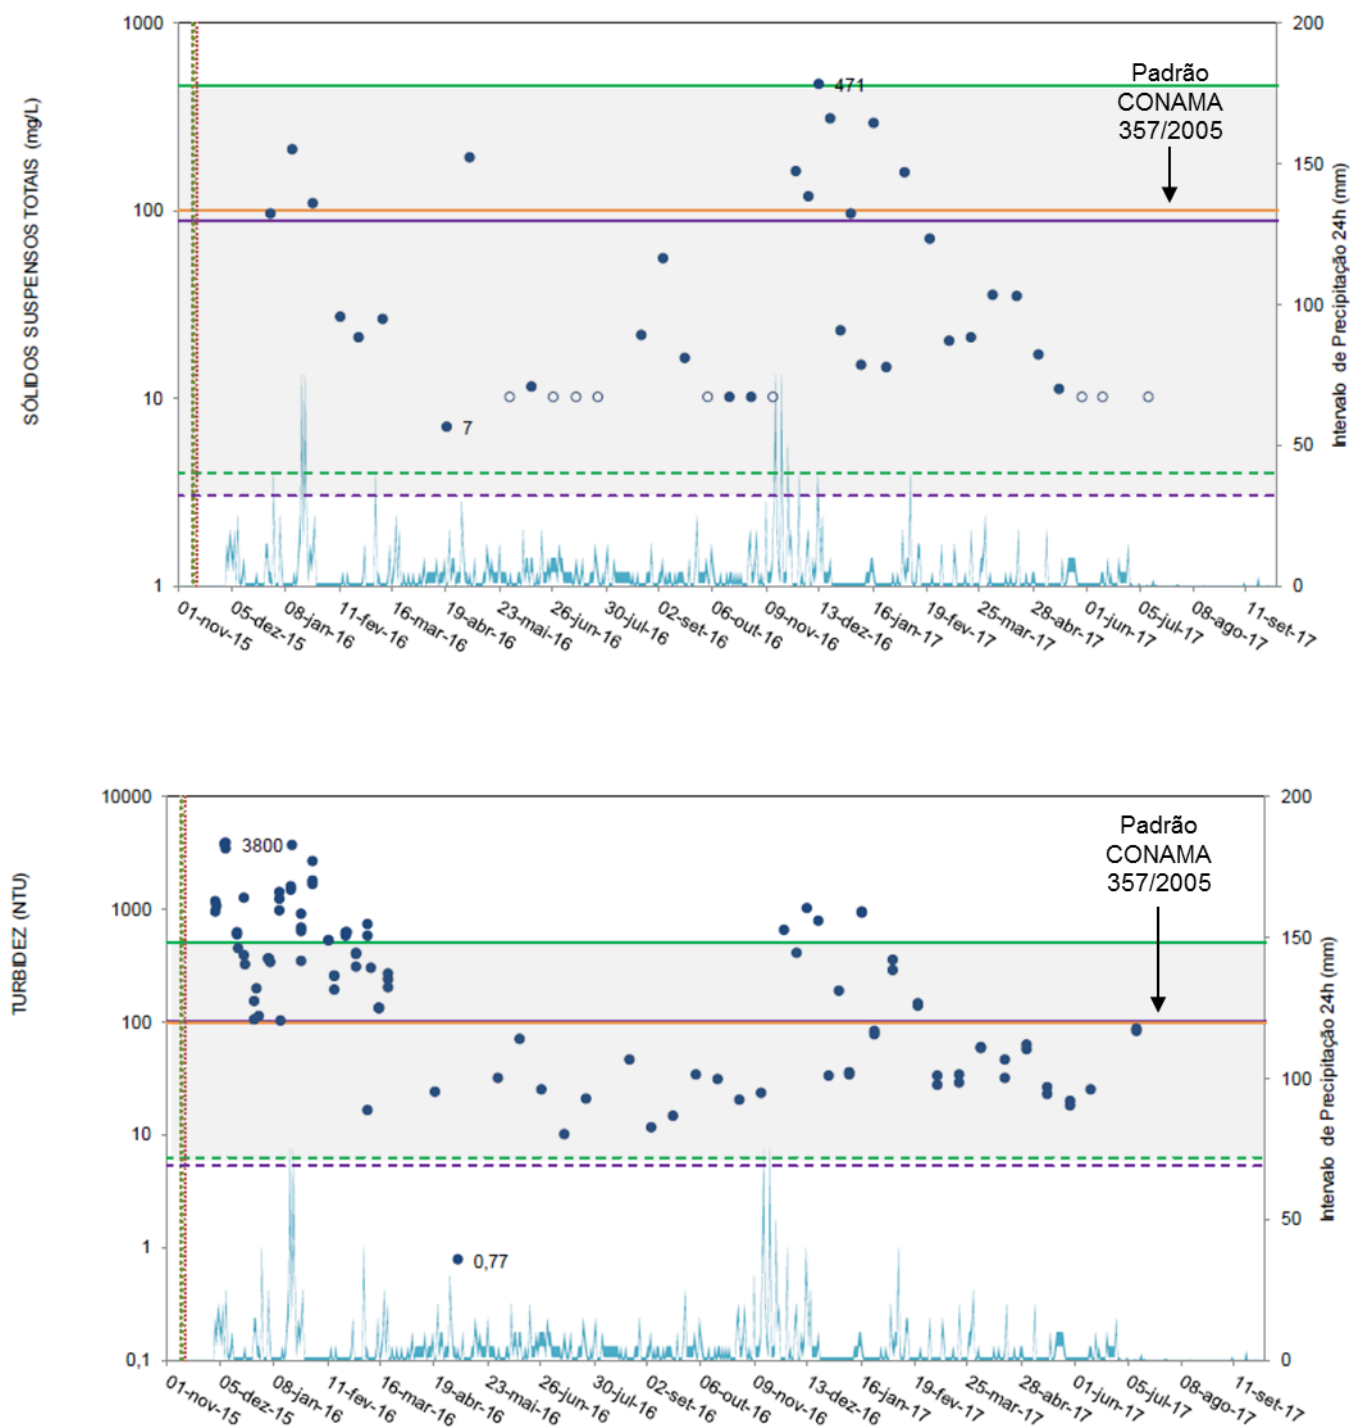 1000
100
10
1
SÓLIDOS SUSPENSOS TOTAIS (mg/L)
200
150
100
50
0
Intervalo de Precipitação 24h (mm)
Padrão
CONAMA
357/2005
471
7
01-nov-15
05-dez-15
08-jan-16
11-fev-16
16-mar-16
19-abr-16
23-mai-16
26-jun-16
30-jul-16
02-set-16
06-out-16
09-nov-16
13-dez-16
16-jan-17
19-fev-17
25-mar-17
28-abr-17
01-jun-17
05-jul-17
08-ago-17
11-set-17
10000
1000
100
10
1
0,1
TURBIDEZ (NTU)
200
150
100
50
0
Intervalo de Precipitação 24h (mm)
Padrão
CONAMA
357/2005
3800
0,77
01-nov-15
05-dez-15
08-jan-16
11-fev-16
16-mar-16
19-abr-16
23-mai-16
26-jun-16
30-jul-16
02-set-16
06-out-16
09-nov-16
13-dez-16
16-jan-17
19-fev-17
25-mar-17
28-abr-17
01-jun-17
05-jul-17
08-ago-17
11-set-17